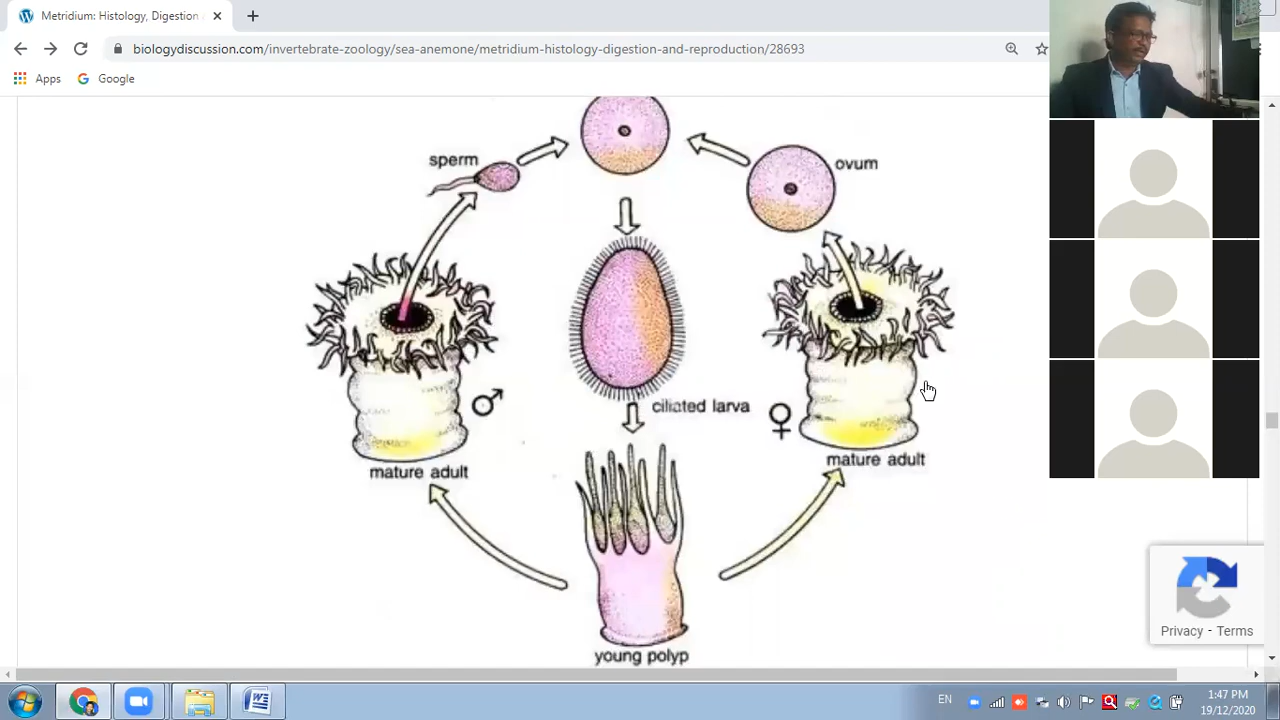 Metridium: Histology, Digestion
biologydiscussion.com/invertebrate-zoology/sea-anemone/metridium-histology-digestion-and-reproduction/28693
Apps
Google
sperm
ovum
♂
ciliated larva
♀
mature adult
mature adult
young polyp
Privacy - Terms
EN
1:47 PM
19/12/2020